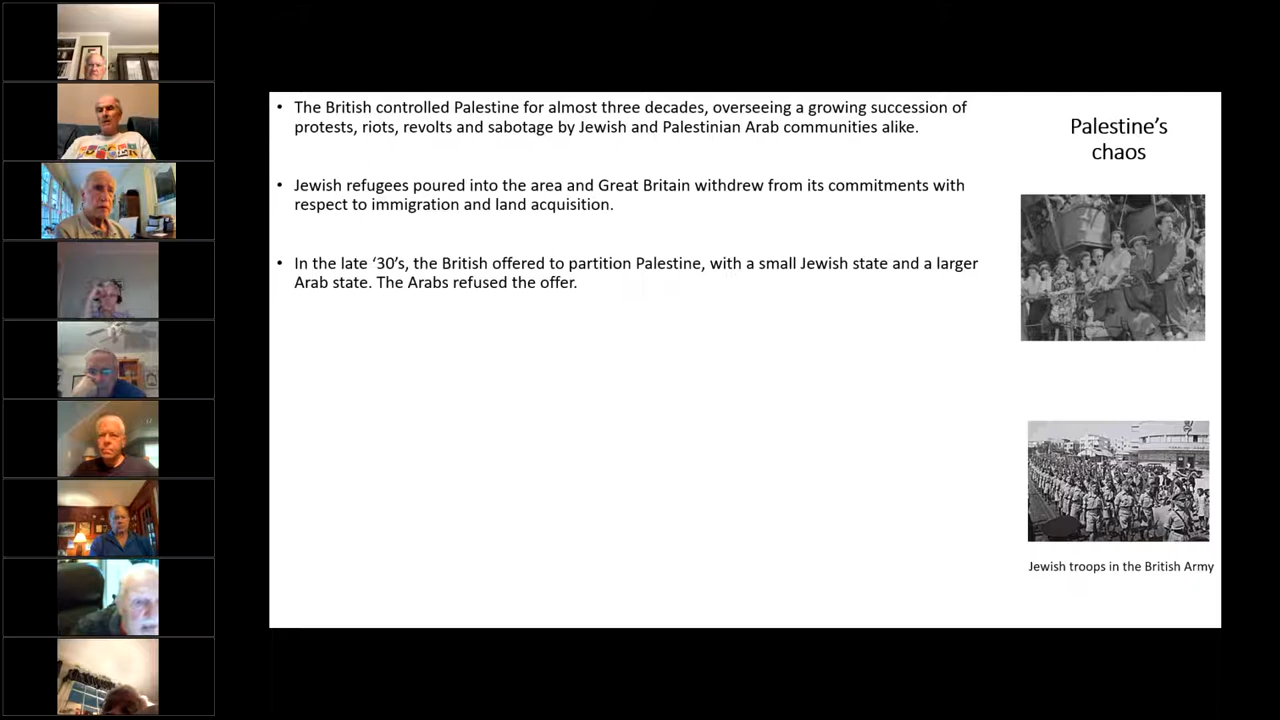 • The British controlled Palestine for almost three decades, overseeing a growing succession of
protests, riots, revolts and sabotage by Jewish and Palestinian Arab communities alike.
• Jewish refugees poured into the area and Great Britain withdrew from its commitments with
respect to immigration and land acquisition.
• In the late ‘30’s, the British offered to partition Palestine, with a small Jewish state and a larger
Arab state. The Arabs refused the offer.
Palestine’s
chaos
Jewish troops in the British Army